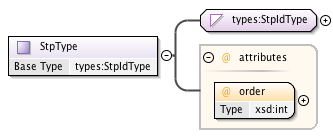 types:StpIdType
StpType
Base Type types:StpIdType
@ attributes
@ order
Type xsd:int